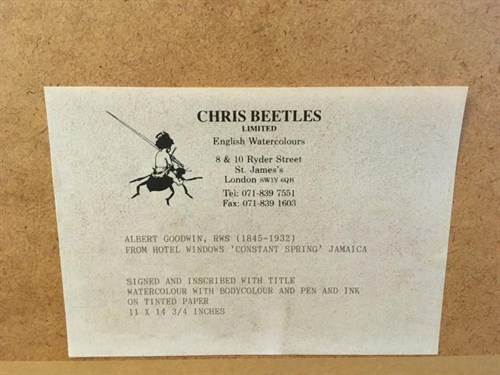 CHRIS BEETLES
LIMITED
English Watercolours
8 & 10 Ryder Street
St. James's
London SW1Y 6QB
Tel: 071-839 7551
Fax: 071-839 1603
ALBERT GOODWIN, RWS (1845-1932)
FROM HOTEL WINDOWS 'CONSTANT SPRING' JAMAICA
SIGNED AND INSCRIBED WITH TITLE
WATERCOLOUR WITH BODYCOLOUR AND PEN AND INK
ON TINTED PAPER
11 X 14 3/4 INCHES